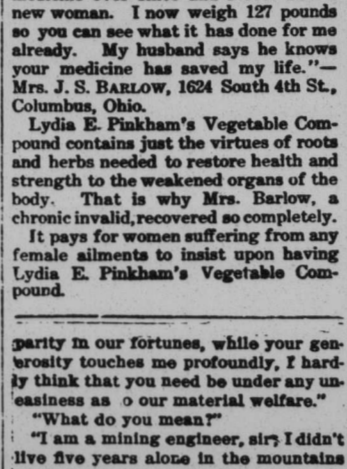 new woman. I now weigh 127 pounds
so you can see what it has done for me
already. My husband says he knows
your medicine has saved my life."—
Mrs. J. S. BARLOW, 1624 South 4th St.,
Columbus, Ohio.
Lydia E. Pinkham's Vegetable Com-
pound contains just the virtues of roots
and herbs needed to restore health and
strength to the weakened organs of the
body. That is why Mrs. Barlow, a
chronic invalid, recovered so completely.
It pays for women suffering from any
female ailments to insist upon having
Lydia E. Pinkham's Vegetable Com-
pound.
parity in our fortunes, while your gen-
erosity touches me profoundly, I hard-
ly think that you need be under any un-
easiness as o our material welfare."
"What do you mean?"
"I am a mining engineer, sir; I didn't
live five years alone in the mountains